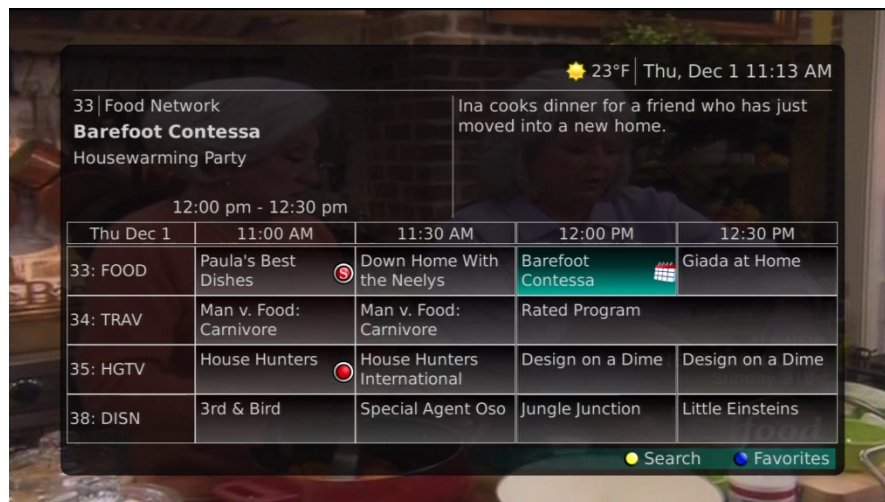 23°F Thu, Dec 1 11:13 AM
33 Food Network
Barefoot Contessa
Housewarming Party
12:00 pm - 12:30 pm
Ina cooks dinner for a friend who has just
moved into a new home.
Thu Dec 1 11:00 AM 11:30 AM 12:00 PM 12:30 PM
33: FOOD
Paula's Best
Dishes
S
Down Home With
the Neelys
Barefoot
Contessa
Giada at Home
34: TRAV
Man v. Food:
Carnivore
Man v. Food:
Carnivore
Rated Program
35: HGTV
House Hunters
House Hunters
International
Design on a Dime
Design on a Dime
38: DISN
3rd & Bird
Special Agent Oso
Jungle Junction
Little Einsteins
food
Search Favorites